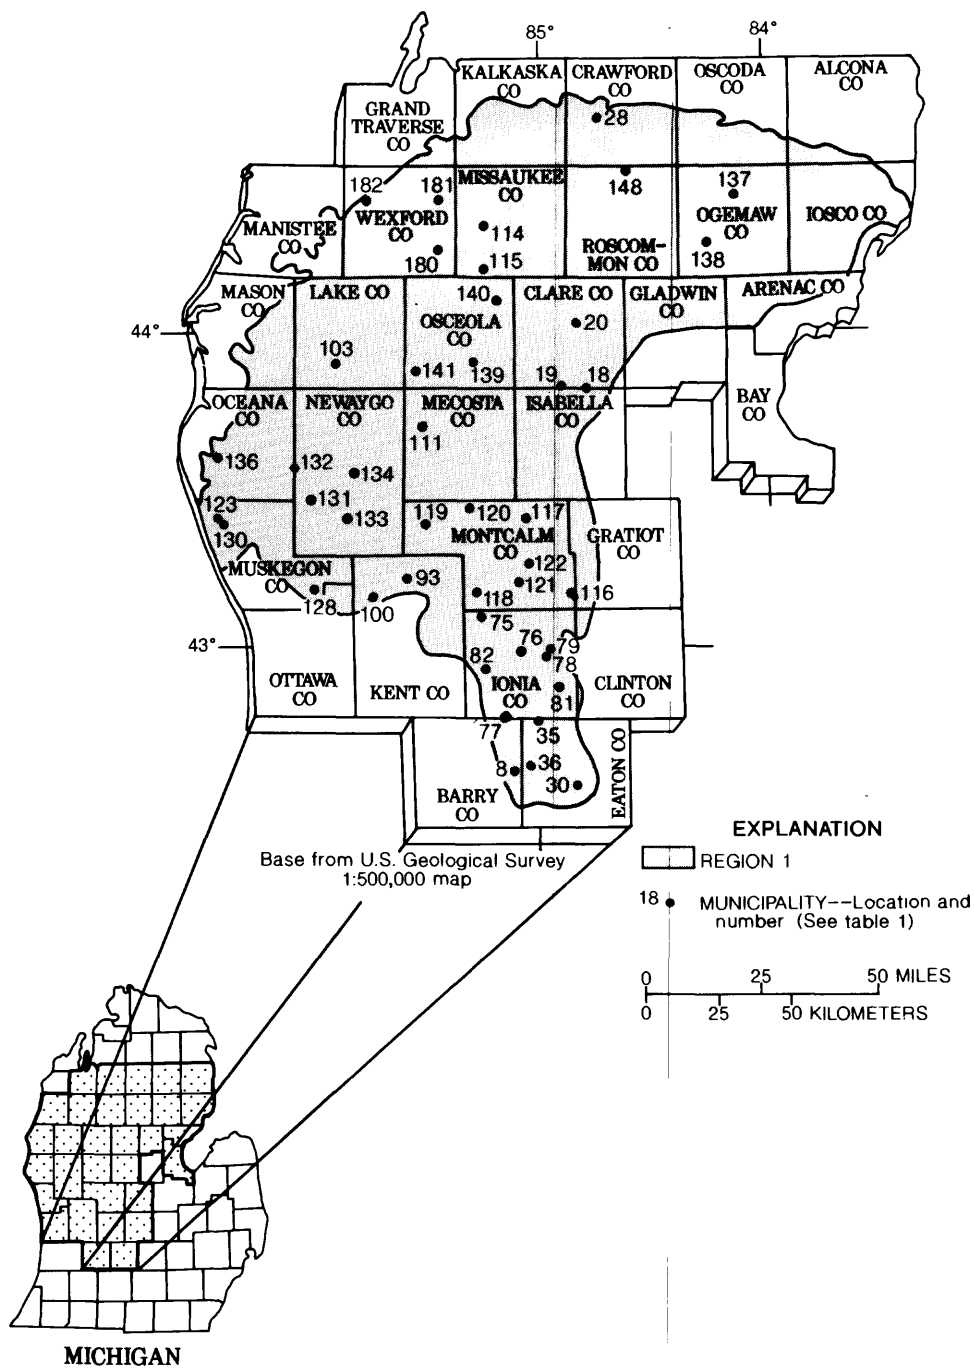 85°
84°
KALKASKA
CO
CRAWFORD
CO
OSCODA
CO
ALCONA
CO
GRAND
TRAVERSE
CO
28
182
181
MISSAUKEE
CO
148
137
MANISTEE
CO
WEXFORD
CO
114
OGEMAW
CO
IOSCO CO
180
115
ROSCOM-
MON CO
138
MASON
CO
LAKE CO
140
CLARE CO
GLADWIN
CO
ARENAC CO
44°
OSCEOLA
CO
20
103
141
139
19
18
OCEANA
CO
NEWAYGO
CO
MECOSTA
CO
ISABELLA
CO
BAY
CO
111
136
132
134
123
131
119
120
117
130
133
MONTCALM
CO
GRATIOT
CO
MUSKEGON
CO
93
122
121
128
100
118
116
75
43°
76
79
82
78
OTTAWA
CO
KENT CO
IONIA
CO
81
CLINTON
CO
77
35
8
36
30
EATON CO
BARRY
CO
EXPLANATION
REGION 1
Base from U.S. Geological Survey
1:500,000 map
18
MUNICIPALITY--Location and
number (See table 1)
0 25 50 MILES
0 25 50 KILOMETERS
MICHIGAN